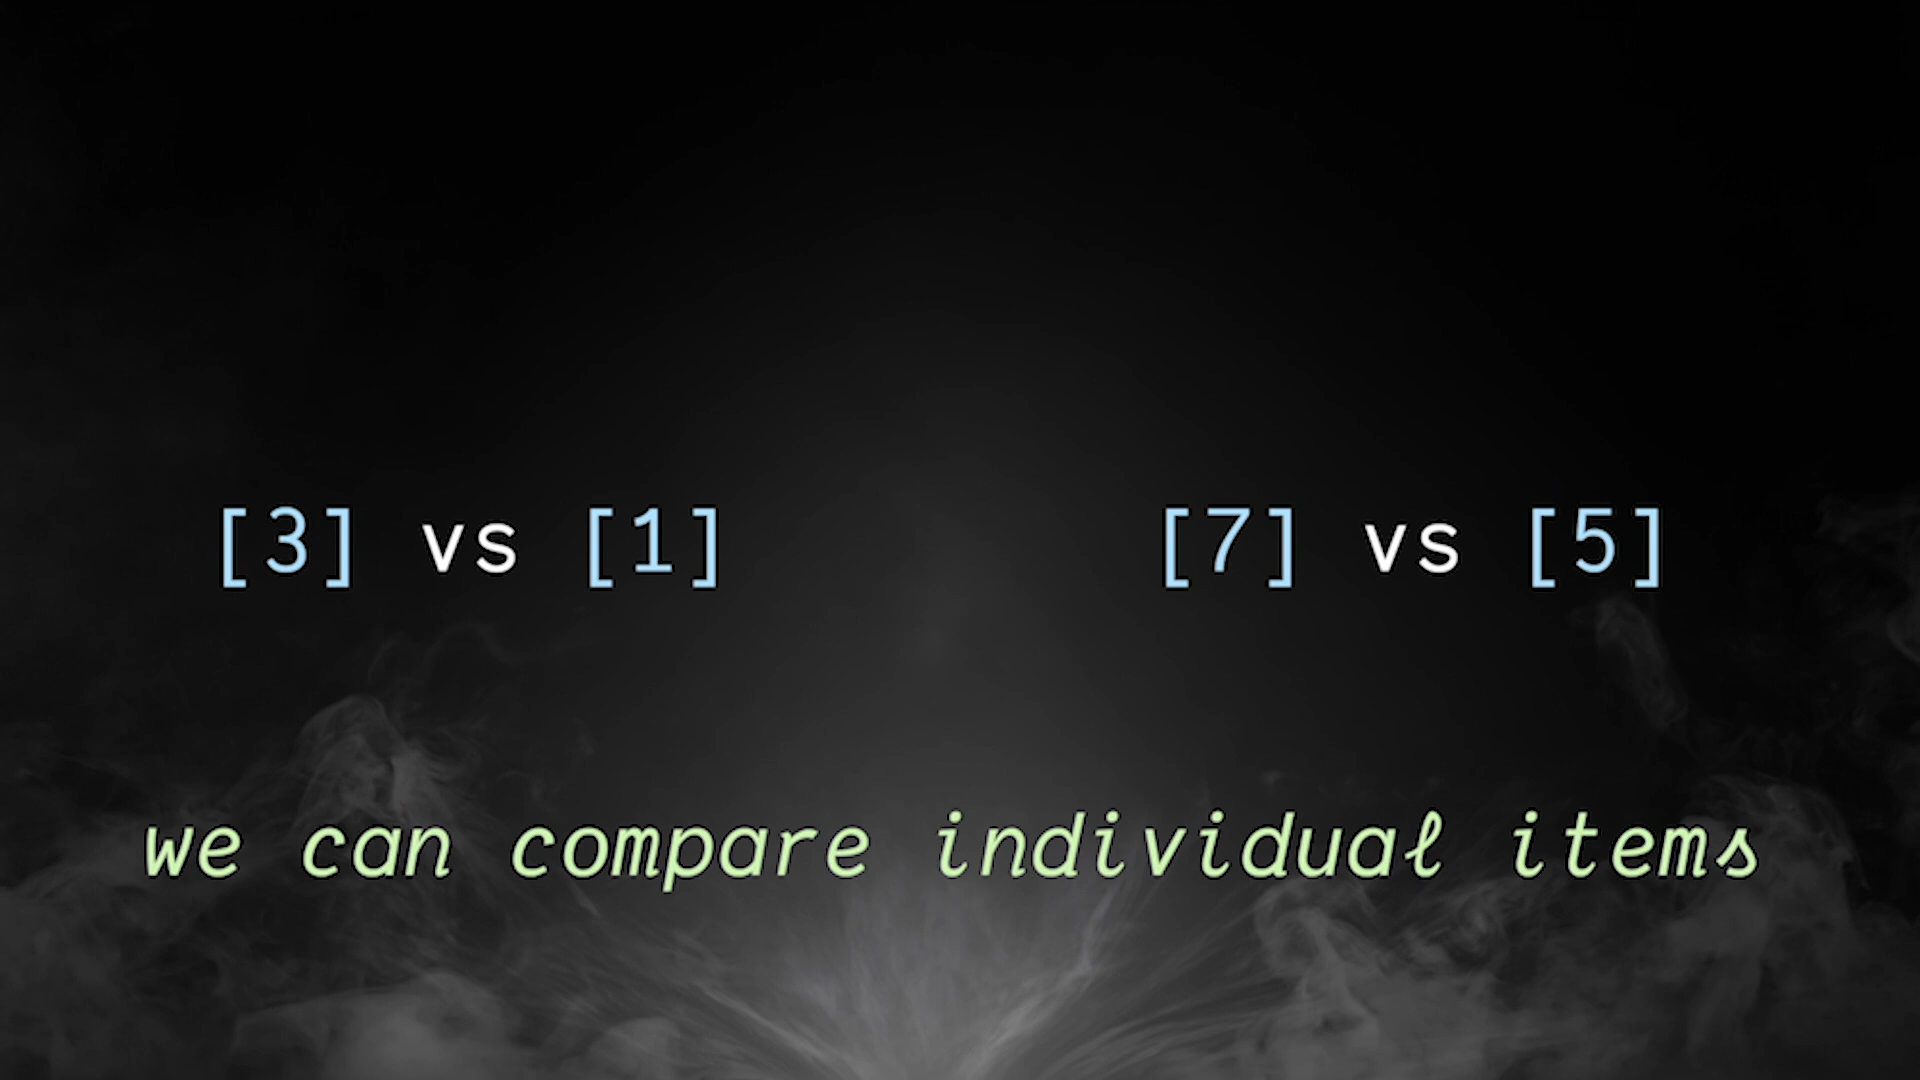 [3] vs [1] [7] vs [5]
we can compare individual items